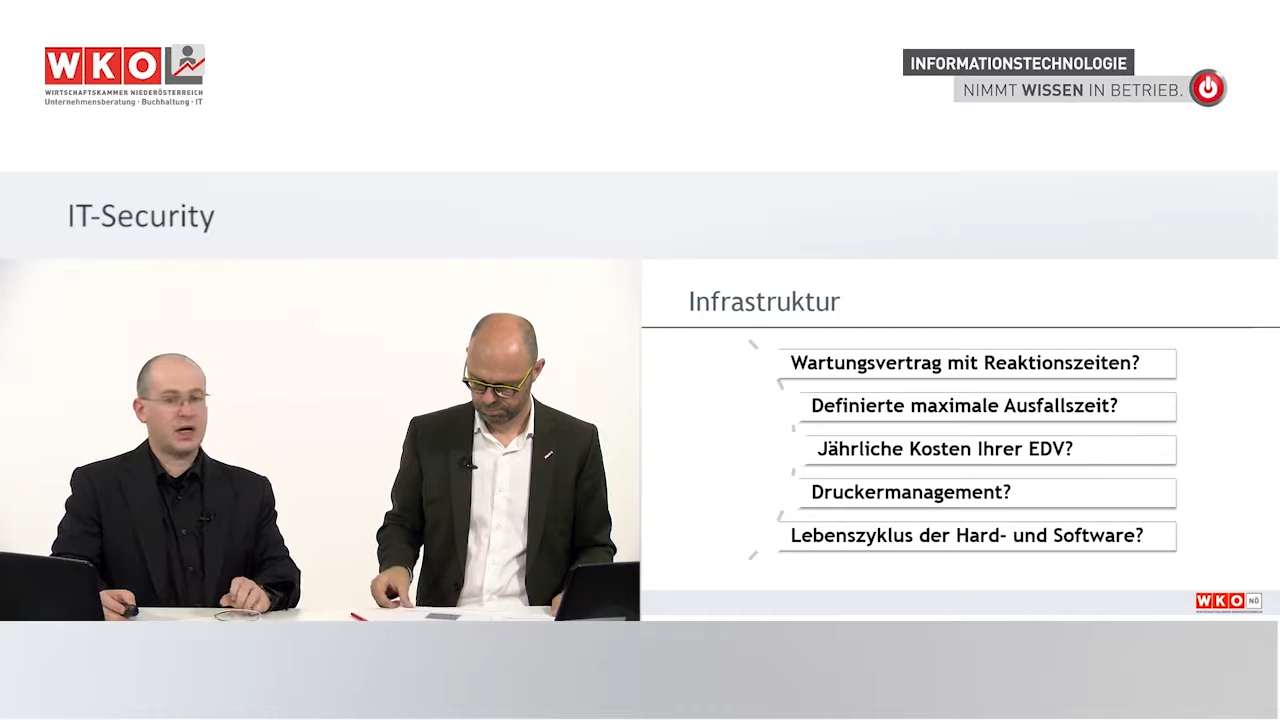 WKO
WIRTSCHAFTSKAMMER NIEDERÖSTERREICH
Unternehmensberatung · Buchhaltung · IT
INFORMATIONSTECHNOLOGIE
NIMMT WISSEN IN BETRIEB.
IT-Security
Infrastruktur
Wartungsvertrag mit Reaktionszeiten?
Definierte maximale Ausfallszeit?
Jährliche Kosten Ihrer EDV?
Druckermanagement?
Lebenszyklus der Hard- und Software?
WKO NÖ